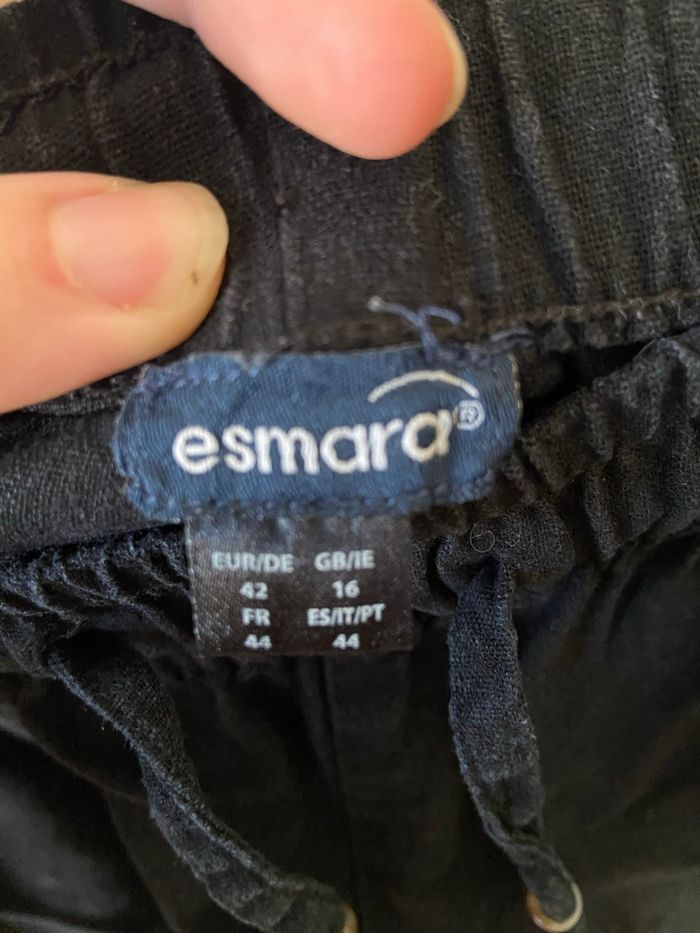 esmara®
EUR/DE GB/IE
42 16
FR ES/IT/PT
44 44